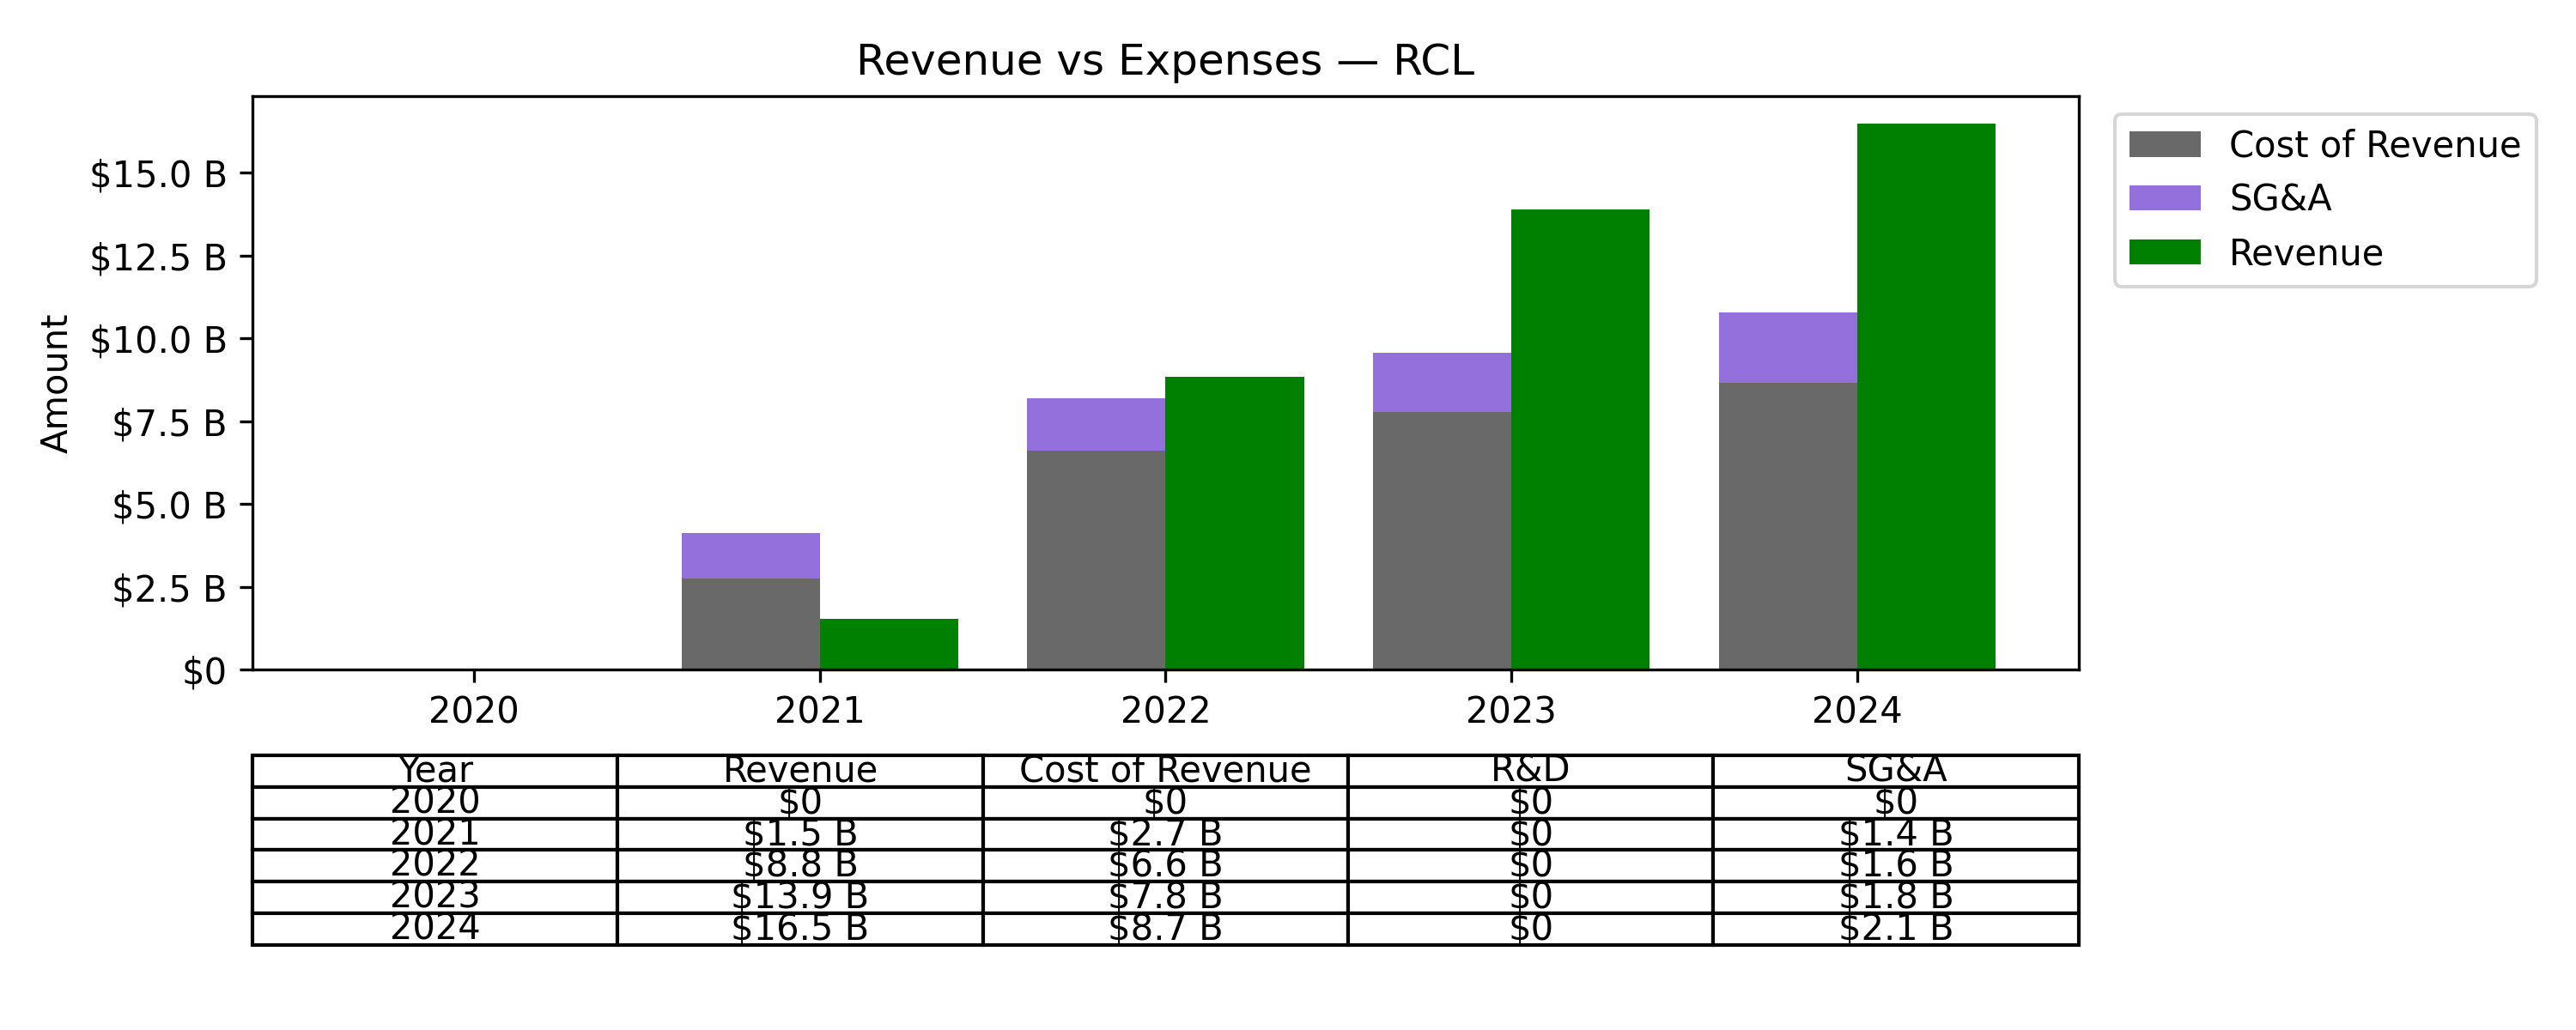 Revenue vs Expenses — RCL
Amount
$15.0 B
$12.5 B
$10.0 B
$7.5 B
$5.0 B
$2.5 B
$0
2020 2021 2022 2023 2024
Cost of Revenue
SG&A
Revenue
Year Revenue Cost of Revenue R&D SG&A
2020 $0 $0 $0 $0
2021 $1.5 B $2.7 B $0 $1.4 B
2022 $8.8 B $6.6 B $0 $1.6 B
2023 $13.9 B $7.8 B $0 $1.8 B
2024 $16.5 B $8.7 B $0 $2.1 B